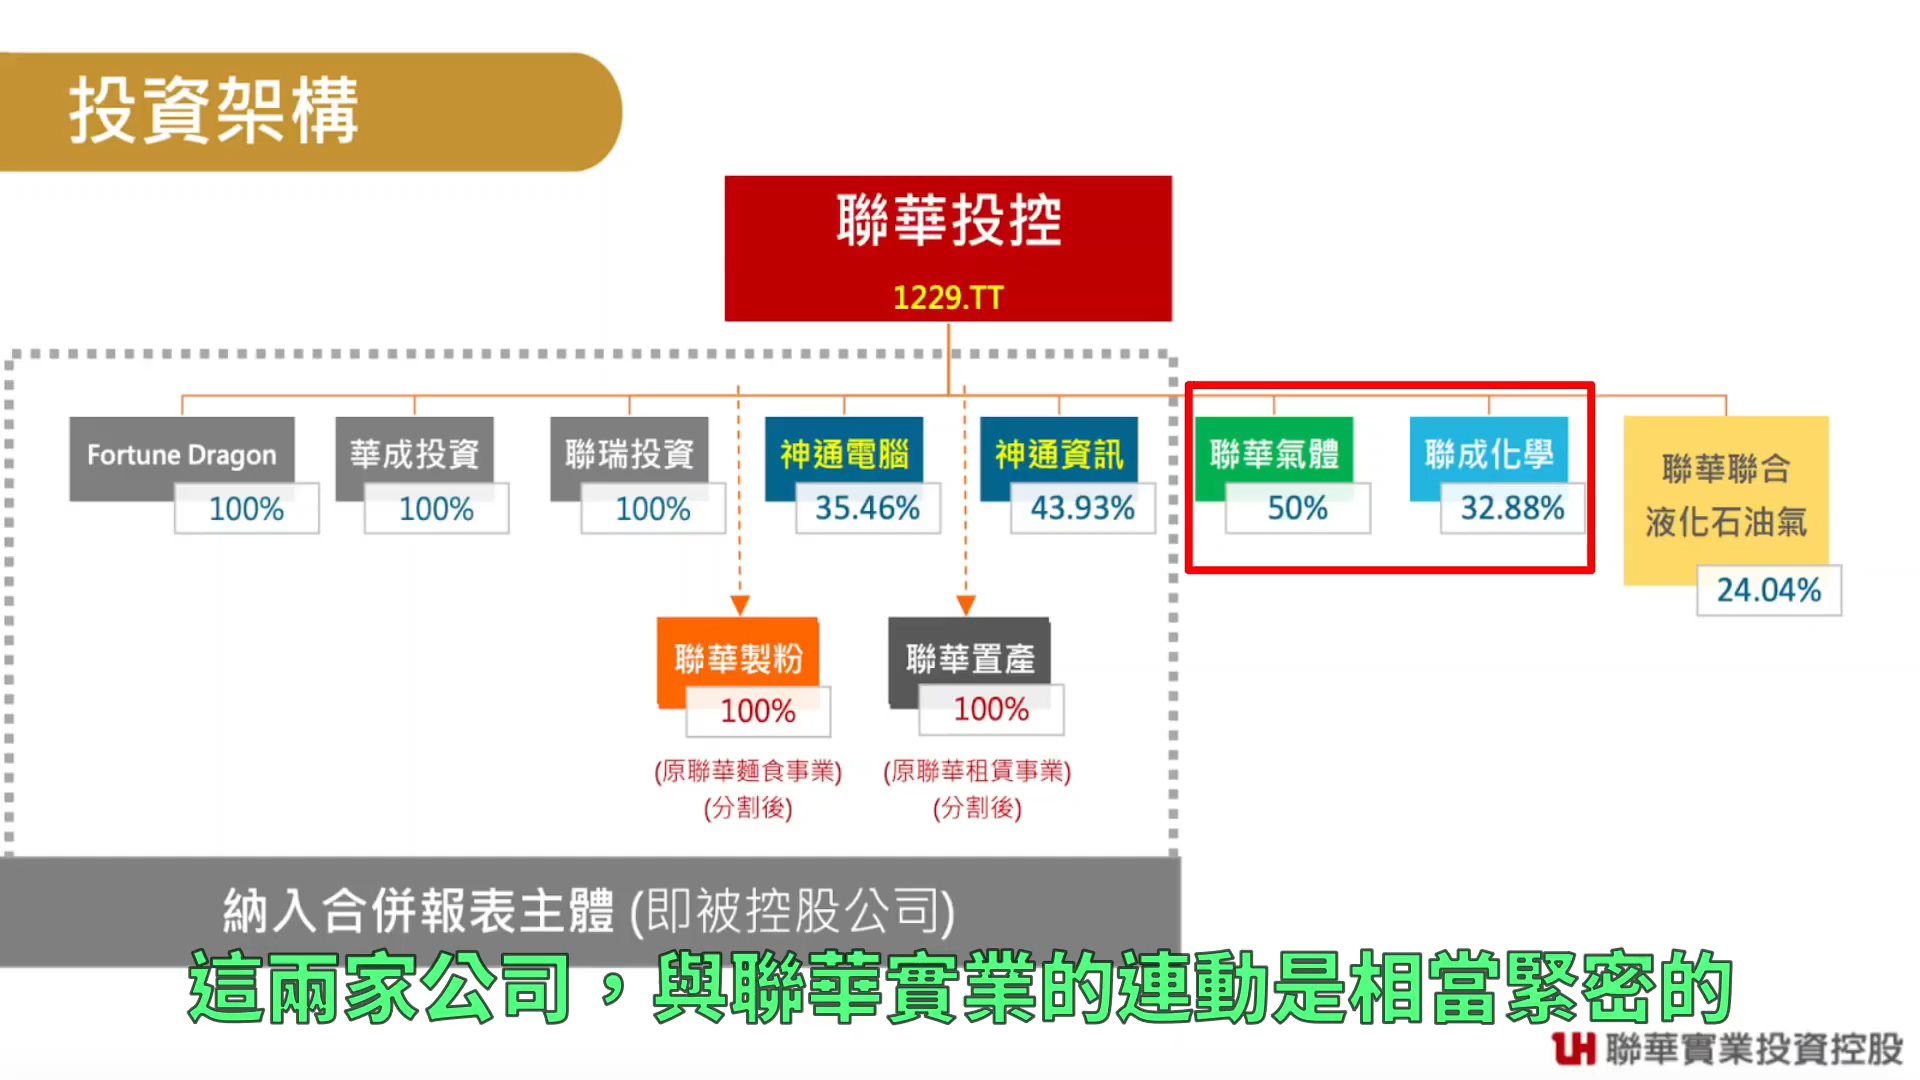 投資架構
聯華投控
1229.TT
Fortune Dragon
100%
華成投資
100%
聯瑞投資
100%
神通電腦
35.46%
神通資訊
43.93%
聯華氣體
50%
聯成化學
32.88%
聯華聯合
液化石油氣
24.04%
聯華製粉
100%
(原聯華麵食事業)
(分割後)
聯華置產
100%
(原聯華租賃事業)
(分割後)
納入合併報表主體 (即被控股公司)
這兩家公司，與聯華實業的連動是相當緊密的
LH 聯華實業投資控股